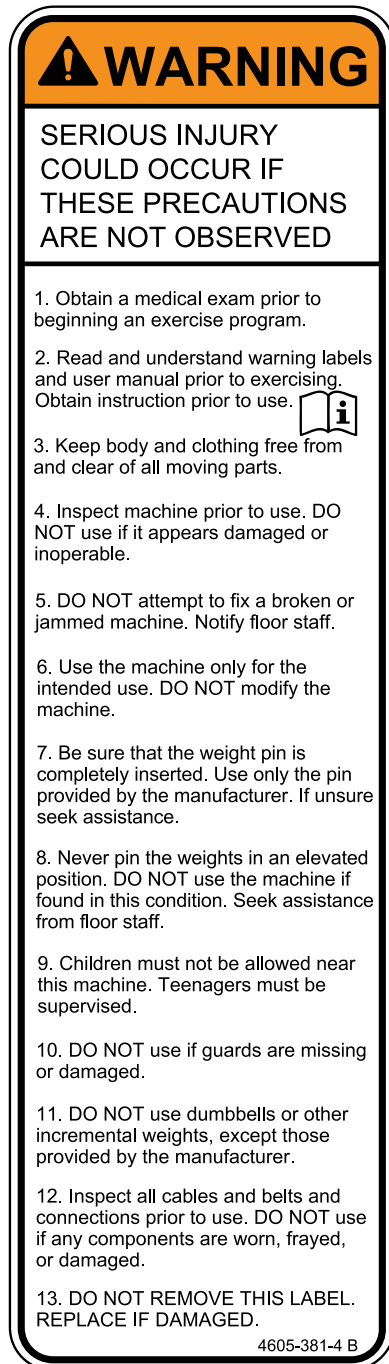 WARNING
SERIOUS INJURY
COULD OCCUR IF
THESE PRECAUTIONS
ARE NOT OBSERVED
1. Obtain a medical exam prior to
beginning an exercise program.
2. Read and understand warning labels
and user manual prior to exercising.
Obtain instruction prior to use.
3. Keep body and clothing free from
and clear of all moving parts.
4. Inspect machine prior to use. DO
NOT use if it appears damaged or
inoperable.
5. DO NOT attempt to fix a broken or
jammed machine. Notify floor staff.
6. Use the machine only for the
intended use. DO NOT modify the
machine.
7. Be sure that the weight pin is
completely inserted. Use only the pin
provided by the manufacturer. If unsure
seek assistance.
8. Never pin the weights in an elevated
position. DO NOT use the machine if
found in this condition. Seek assistance
from floor staff.
9. Children must not be allowed near
this machine. Teenagers must be
supervised.
10. DO NOT use if guards are missing
or damaged.
11. DO NOT use dumbbells or other
incremental weights, except those
provided by the manufacturer.
12. Inspect all cables and belts and
connections prior to use. DO NOT use
if any components are worn, frayed,
or damaged.
13. DO NOT REMOVE THIS LABEL.
REPLACE IF DAMAGED.
4605-381-4 B